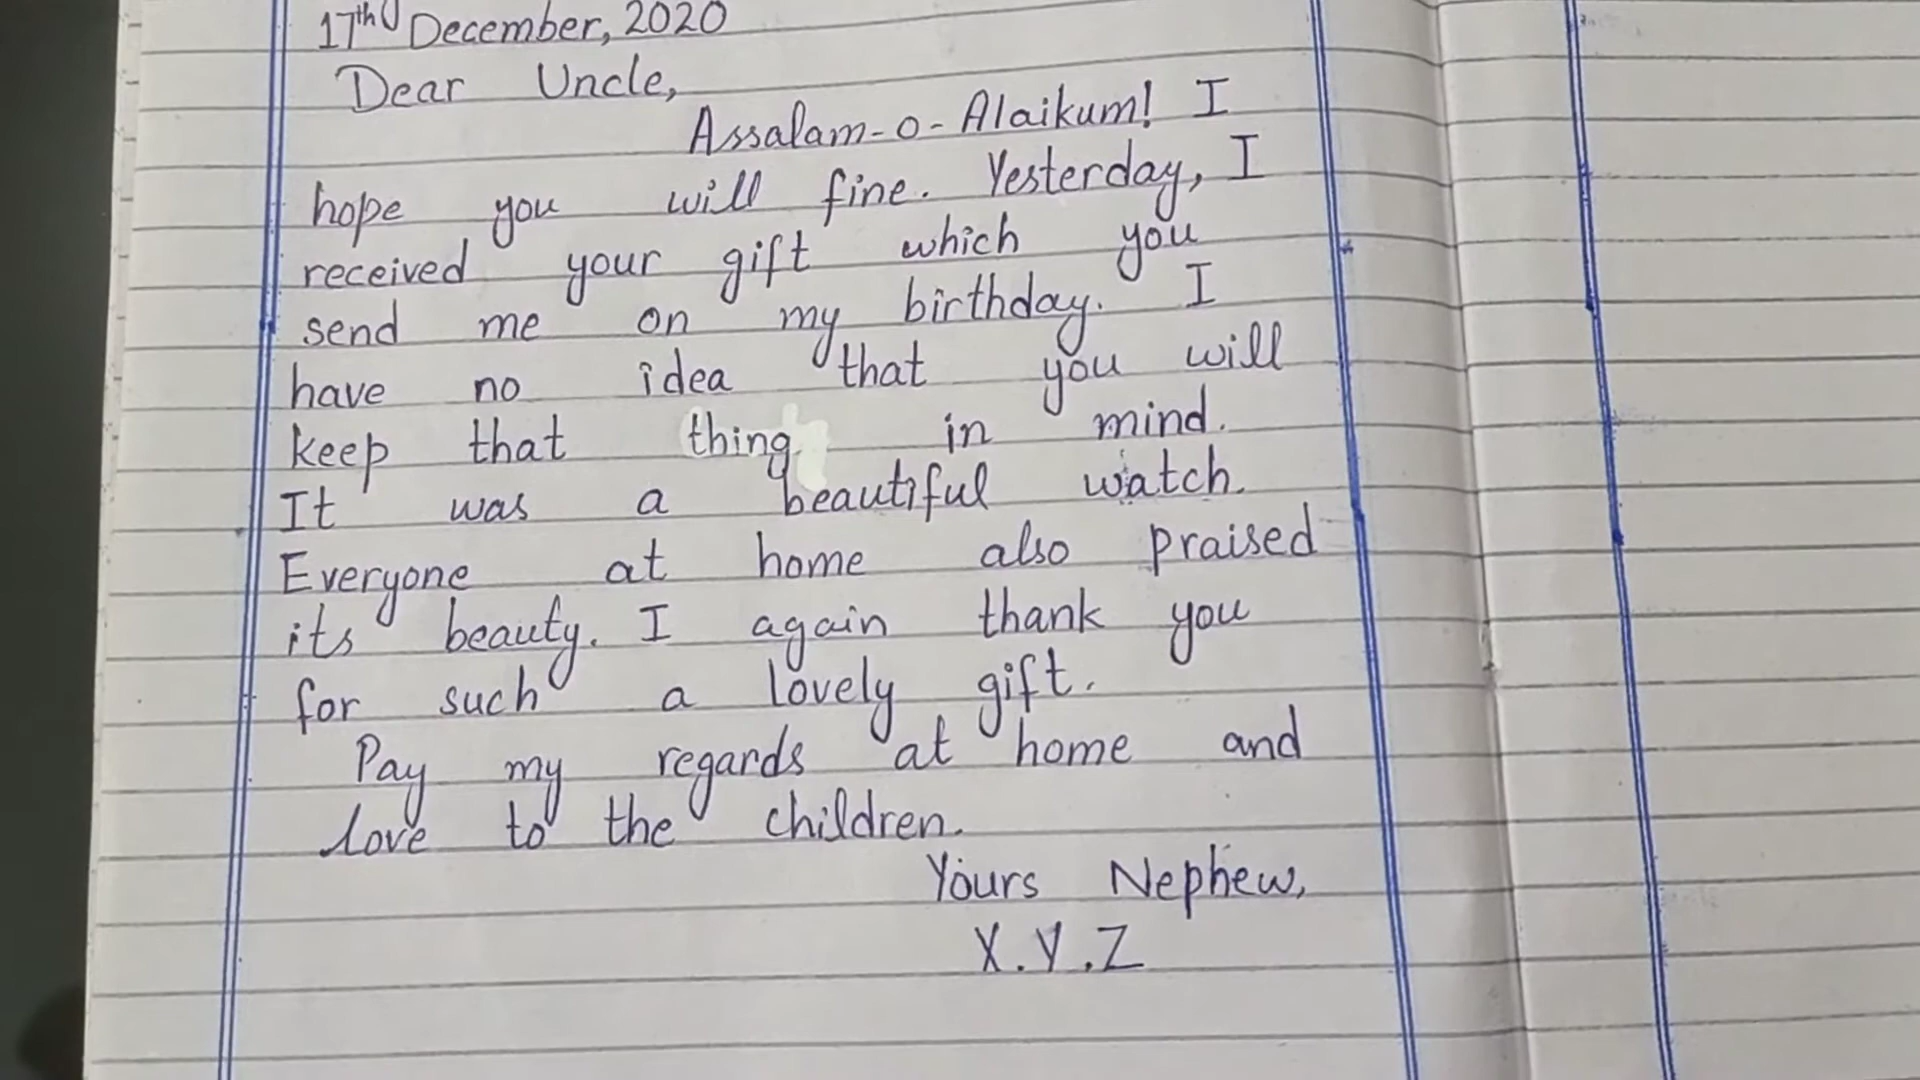 17th December, 2020
Dear Uncle,
Assalam-o-Alaikum! I
hope you will fine. Yesterday, I
received your gift which you
send me on my birthday. I
have no idea that you will
keep that thing in mind.
It was a beautiful watch.
Everyone at home also praised
its beauty. I again thank you
for such a lovely gift.
Pay my regards at home and
love to the children.
Yours Nephew,
X.Y.Z